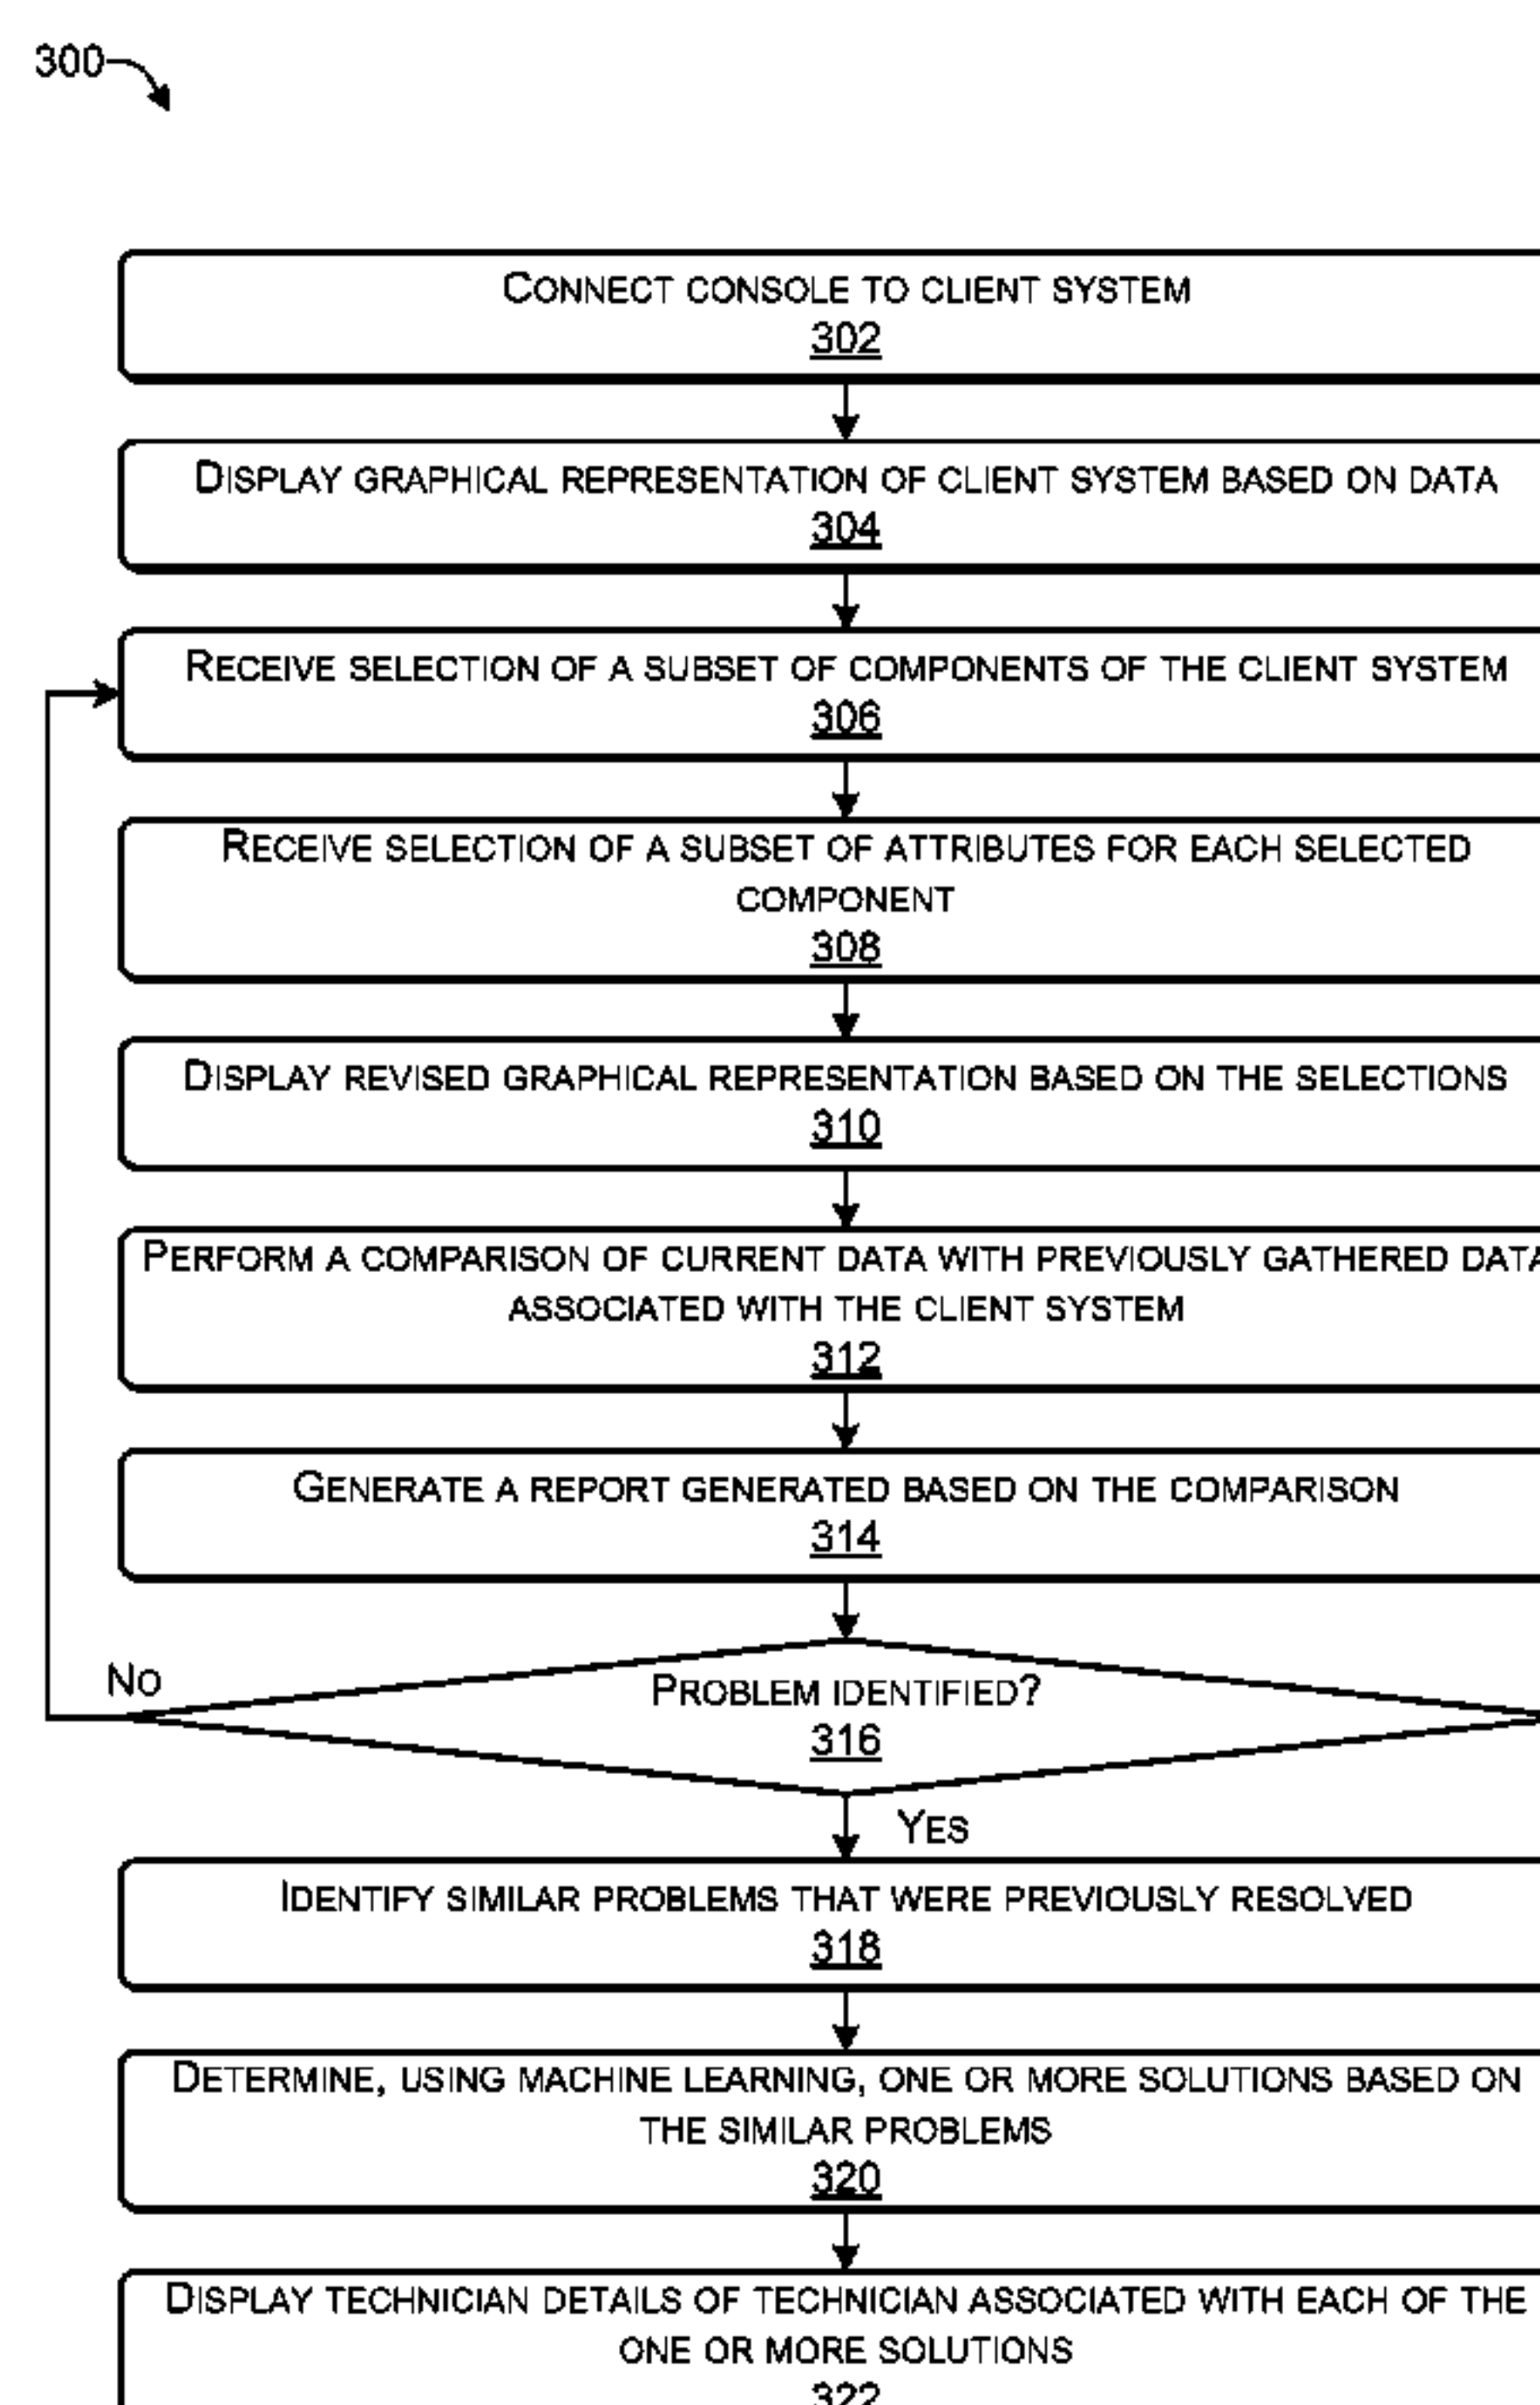 300
CONNECT CONSOLE TO CLIENT SYSTEM
302
DISPLAY GRAPHICAL REPRESENTATION OF CLIENT SYSTEM BASED ON DATA
304
RECEIVE SELECTION OF A SUBSET OF COMPONENTS OF THE CLIENT SYSTEM
306
RECEIVE SELECTION OF A SUBSET OF ATTRIBUTES FOR EACH SELECTED
COMPONENT
308
DISPLAY REVISED GRAPHICAL REPRESENTATION BASED ON THE SELECTIONS
310
PERFORM A COMPARISON OF CURRENT DATA WITH PREVIOUSLY GATHERED DATA
ASSOCIATED WITH THE CLIENT SYSTEM
312
GENERATE A REPORT GENERATED BASED ON THE COMPARISON
314
NO
PROBLEM IDENTIFIED?
316
YES
IDENTIFY SIMILAR PROBLEMS THAT WERE PREVIOUSLY RESOLVED
318
DETERMINE, USING MACHINE LEARNING, ONE OR MORE SOLUTIONS BASED ON
THE SIMILAR PROBLEMS
320
DISPLAY TECHNICIAN DETAILS OF TECHNICIAN ASSOCIATED WITH EACH OF THE
ONE OR MORE SOLUTIONS
322